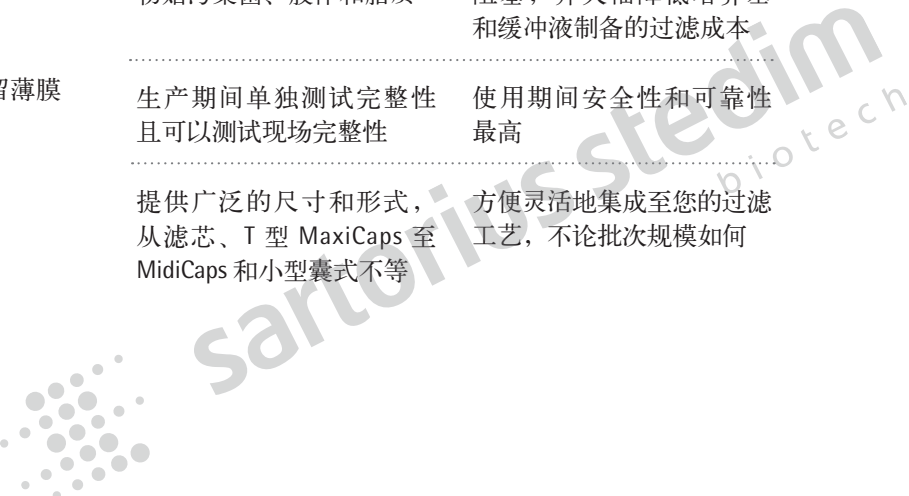 和缓冲液制备的过滤成本
留薄膜
生产期间单独测试完整性
且可以测试现场完整性
使用期间安全性和可靠性
最高
提供广泛的尺寸和形式，
从滤芯、T 型 MaxiCaps 至
MidiCaps 和小型囊式不等
方便灵活地集成至您的过滤
工艺，不论批次规模如何
sartorius stedim
biotech